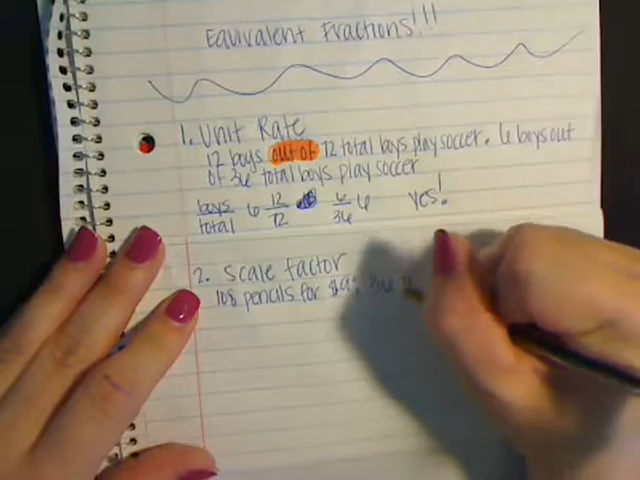 Equivalent Fractions!!!
1. Unit Rate
12 boys out of 72 total boys play soccer. 6 boys out
of 36 total boys play soccer
boys 6 12 6 6 yes!
total 72 36
2. Scale factor
108 pencils for $9; 36